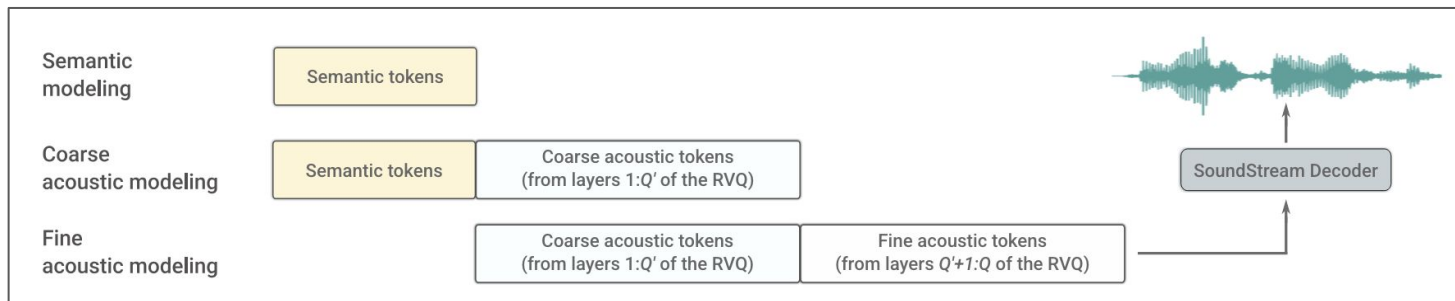 Semantic
modeling
Semantic tokens
Coarse
acoustic modeling
Semantic tokens
Coarse acoustic tokens
(from layers 1:Q' of the RVQ)
SoundStream Decoder
Fine
acoustic modeling
Coarse acoustic tokens
(from layers 1:Q' of the RVQ)
Fine acoustic tokens
(from layers Q'+1:Q of the RVQ)